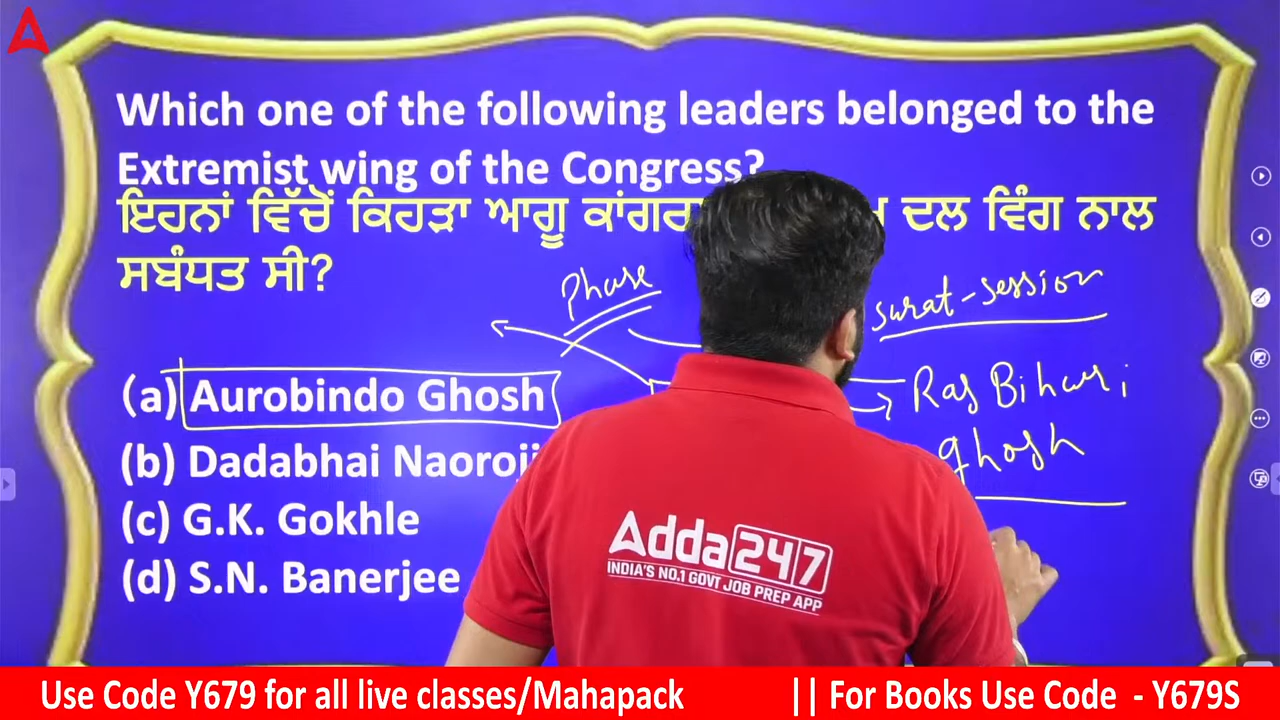 Which one of the following leaders belonged to the
Extremist wing of the Congress?
ਇਹਨਾਂ ਵਿੱਚੋਂ ਕਿਹੜਾ ਆਗੂ ਦਲ ਵਿੰਗ ਨਾਲ
ਸਬੰਧਤ ਸੀ?
Phase
surat-session
(a) Aurobindo Ghosh
Ras Bihari
Ghosh
(b) Dadabhai Naoroji
(c) G.K. Gokhle
(d) S.N. Banerjee
Adda247
INDIA'S NO.1 GOVT JOB PREP APP
Use Code Y679 for all live classes/Mahapack || For Books Use Code - Y679S